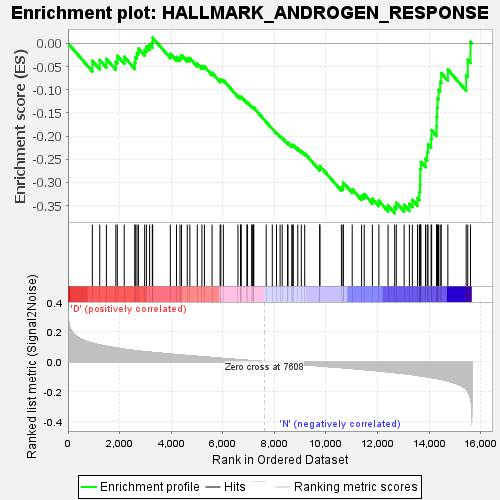 Enrichment plot: HALLMARK_ANDROGEN_RESPONSE
Enrichment score (ES)
0.00
-0.05
-0.10
-0.15
-0.20
-0.25
-0.30
-0.35
Ranked list metric (Signal2Noise)
0.4
0.2
0.0
-0.2
-0.4
'D' (positively correlated)
Zero cross at 7608
'N' (negatively correlated)
0
2,000
4,000
6,000
8,000
10,000
12,000
14,000
16,000
Rank in Ordered Dataset
Enrichment profile
Hits
Ranking metric scores